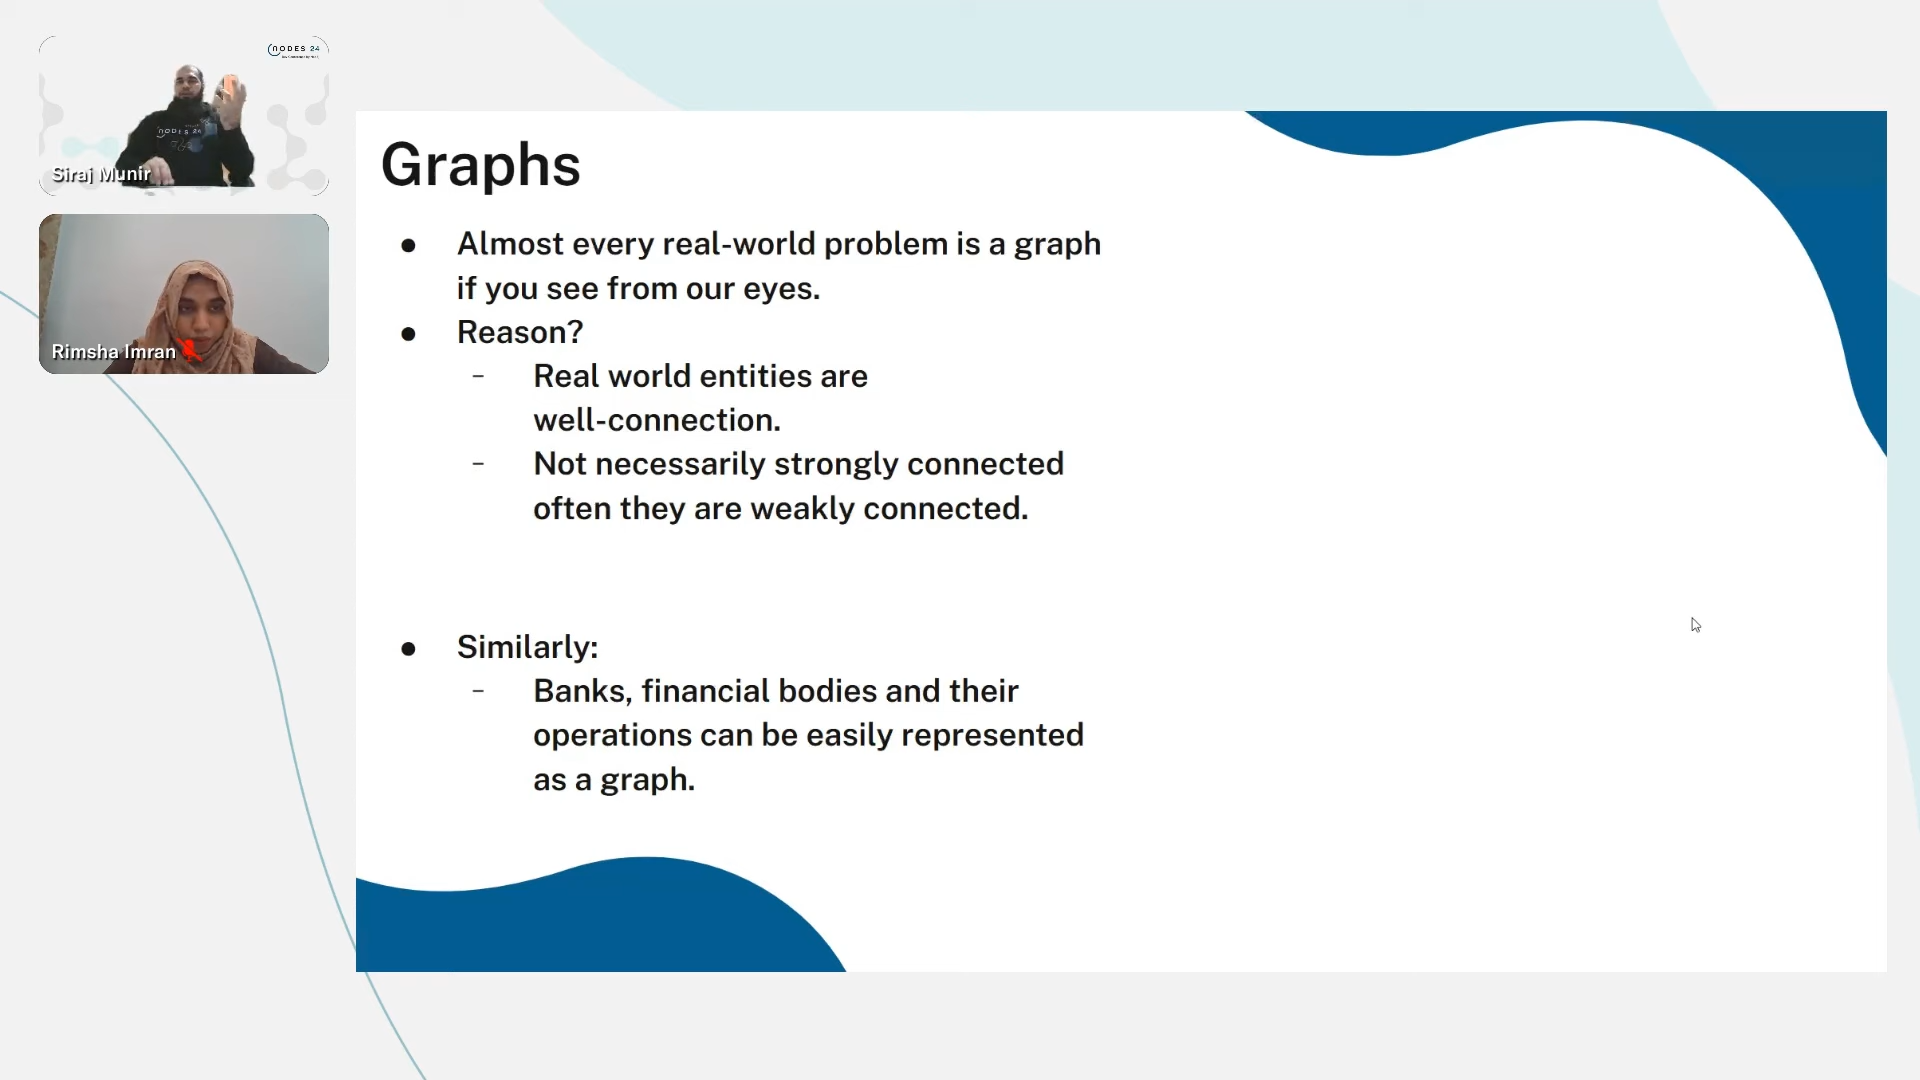 NODES 24
NODES 24
Siraj Munir
Rimsha Imran
Graphs
● Almost every real-world problem is a graph
if you see from our eyes.
● Reason?
- Real world entities are
well-connection.
- Not necessarily strongly connected
often they are weakly connected.
● Similarly:
- Banks, financial bodies and their
operations can be easily represented
as a graph.